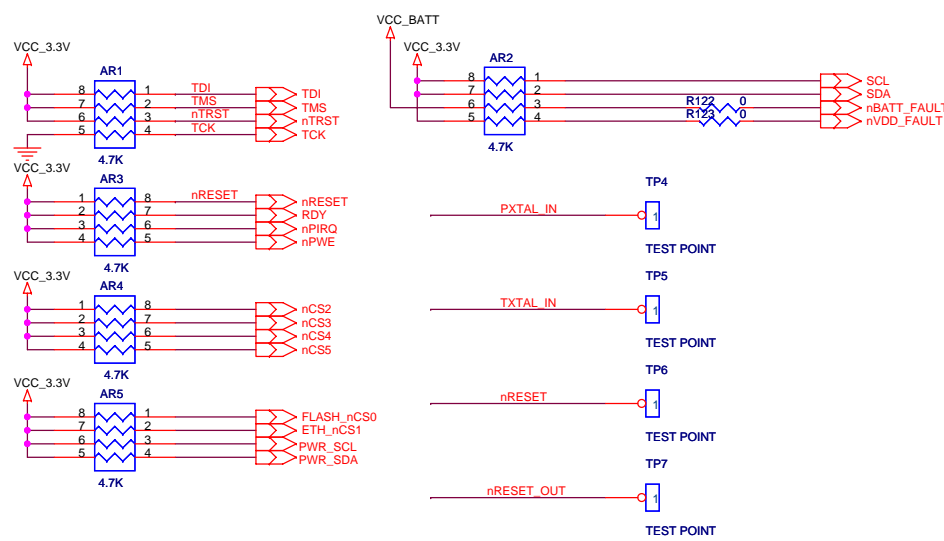 VCC_3.3V
AR1
8 1 TDI TDI
7 2 TMS TMS
6 3 nTRST nTRST
5 4 TCK TCK
4.7K
VCC_BATT
VCC_3.3V
AR2
8 1 SCL
7 2 SDA
6 3 R122 0 nBATT_FAULT
5 4 R123 0 nVDD_FAULT
4.7K
VCC_3.3V
AR3
1 8 nRESET nRESET
2 7 RDY
3 6 nPIRQ
4 5 nPWE
4.7K
VCC_3.3V
AR4
1 8 nCS2
2 7 nCS3
3 6 nCS4
4 5 nCS5
4.7K
VCC_3.3V
AR5
8 1 FLASH_nCS0
7 2 ETH_nCS1
6 3 PWR_SCL
5 4 PWR_SDA
4.7K
TP4
PXTAL_IN 1
TEST POINT
TP5
TXTAL_IN 1
TEST POINT
TP6
nRESET 1
TEST POINT
TP7
nRESET_OUT 1
TEST POINT